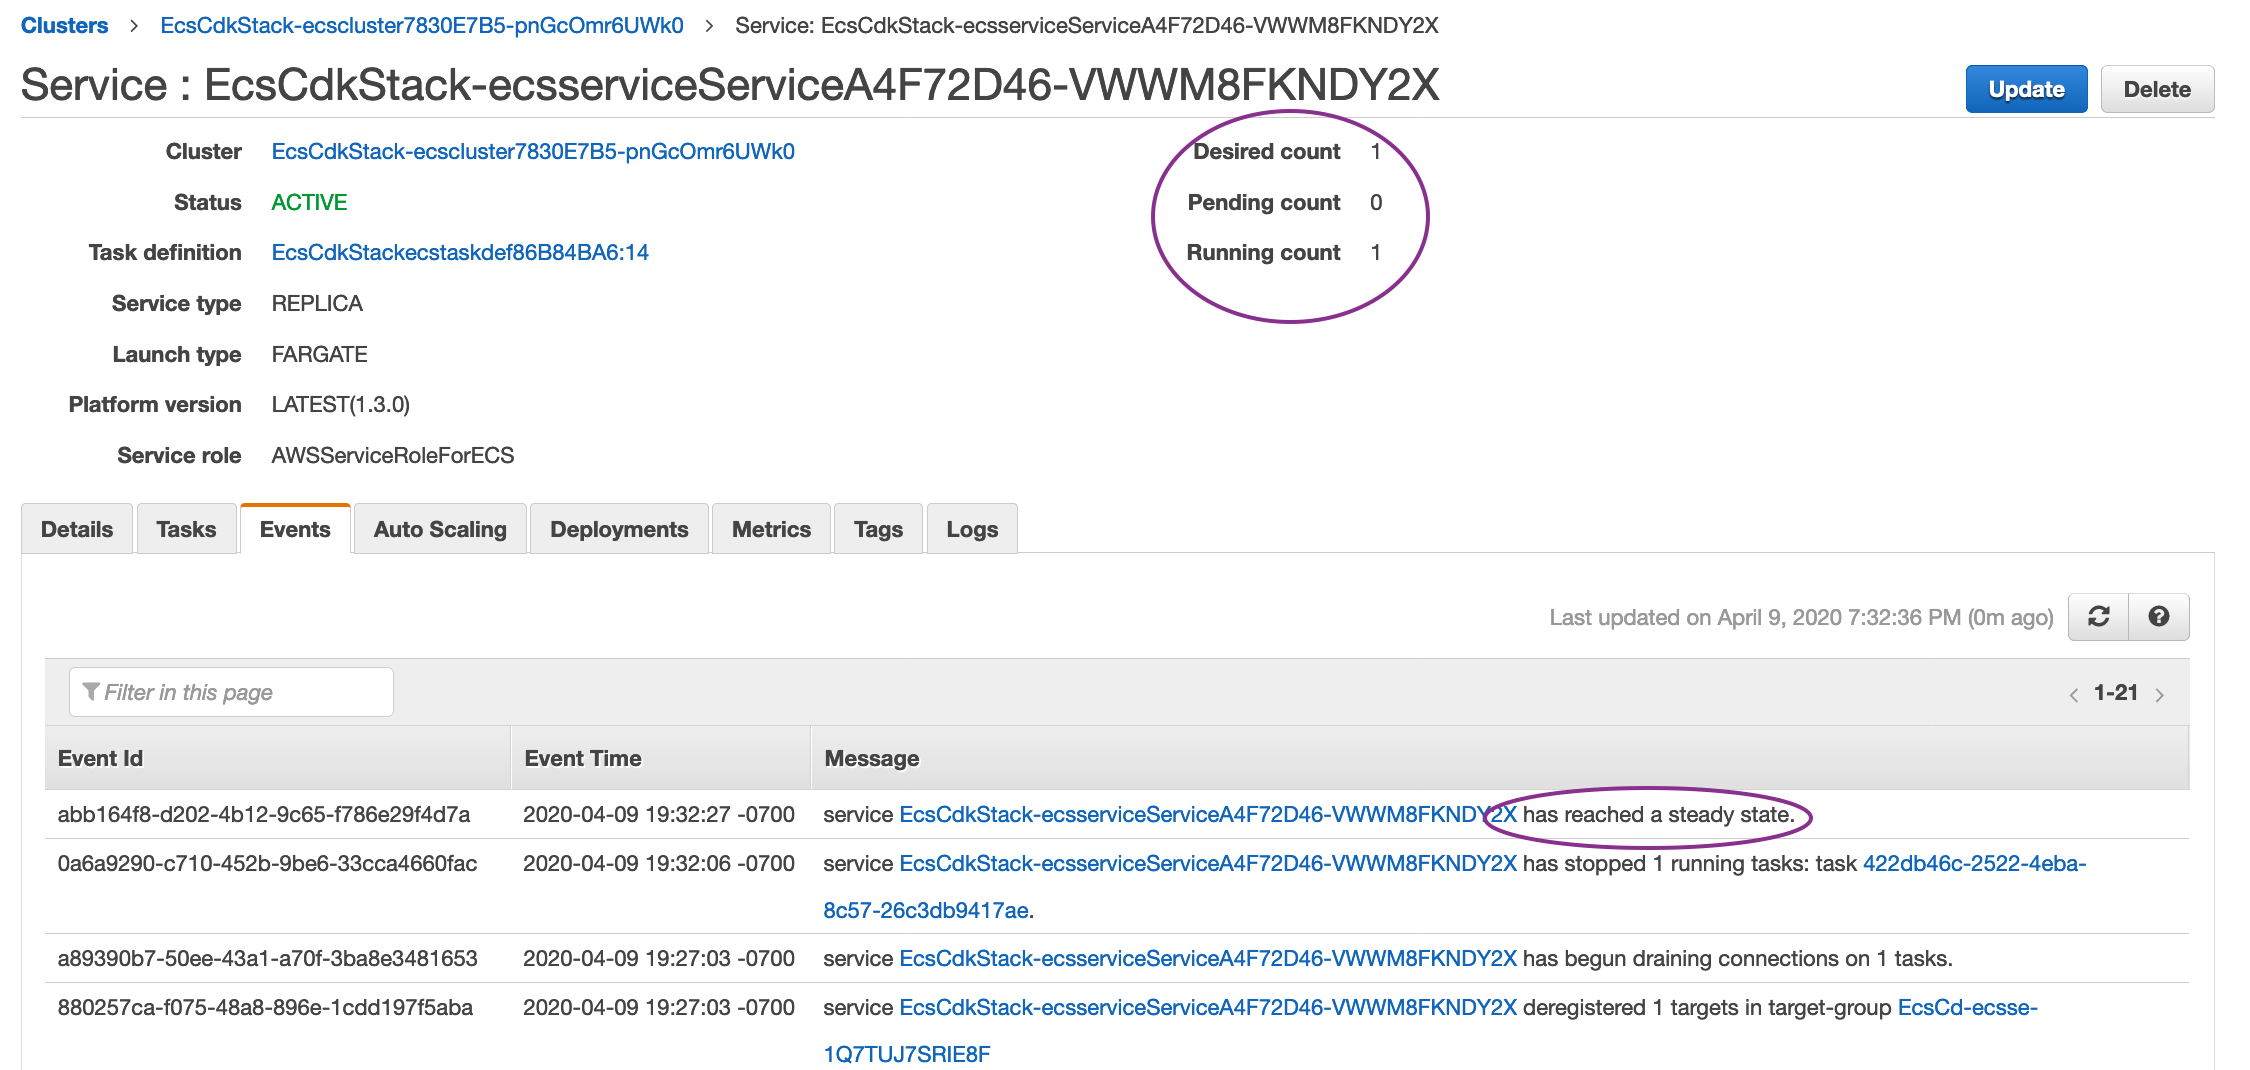 Clusters > EcsCdkStack-ecscluster7830E7B5-pnGcOmr6UWk0 > Service: EcsCdkStack-ecsserviceServiceA4F72D46-VWWM8FKNDY2X
Service : EcsCdkStack-ecsserviceServiceA4F72D46-VWWM8FKNDY2X
Update Delete
Cluster EcsCdkStack-ecscluster7830E7B5-pnGcOmr6UWk0 Desired count 1
Status ACTIVE Pending count 0
Task definition EcsCdkStackecstaskdef86B84BA6:14 Running count 1
Service type REPLICA
Launch type FARGATE
Platform version LATEST(1.3.0)
Service role AWSServiceRoleForECS
Details Tasks Events Auto Scaling Deployments Metrics Tags Logs
Last updated on April 9, 2020 7:32:36 PM (0m ago)
Filter in this page < 1-21 >
Event Id Event Time Message
abb164f8-d202-4b12-9c65-f786e29f4d7a 2020-04-09 19:32:27 -0700 service EcsCdkStack-ecsserviceServiceA4F72D46-VWWM8FKNDY2X has reached a steady state.
0a6a9290-c710-452b-9be6-33cca4660fac 2020-04-09 19:32:06 -0700 service EcsCdkStack-ecsserviceServiceA4F72D46-VWWM8FKNDY2X has stopped 1 running tasks: task 422db46c-2522-4eba-
8c57-26c3db9417ae.
a89390b7-50ee-43a1-a70f-3ba8e3481653 2020-04-09 19:27:03 -0700 service EcsCdkStack-ecsserviceServiceA4F72D46-VWWM8FKNDY2X has begun draining connections on 1 tasks.
880257ca-f075-48a8-896e-1cdd197f5aba 2020-04-09 19:27:03 -0700 service EcsCdkStack-ecsserviceServiceA4F72D46-VWWM8FKNDY2X deregistered 1 targets in target-group EcsCd-ecsse-
1Q7TUJ7SRIE8F